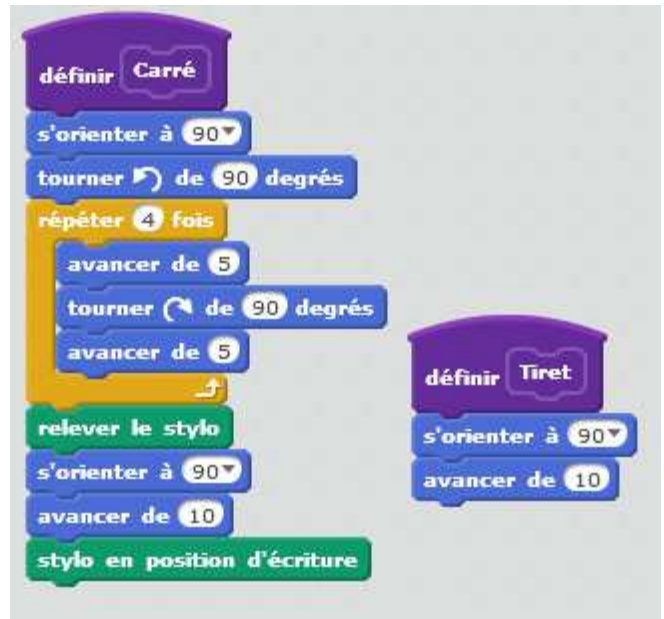 définir Carré
s'orienter à 90
tourner de 90 degrés
répéter 4 fois
avancer de 5
tourner de 90 degrés
avancer de 5
relever le stylo
s'orienter à 90
avancer de 10
stylo en position d'écriture
définir Tiret
s'orienter à 90
avancer de 10